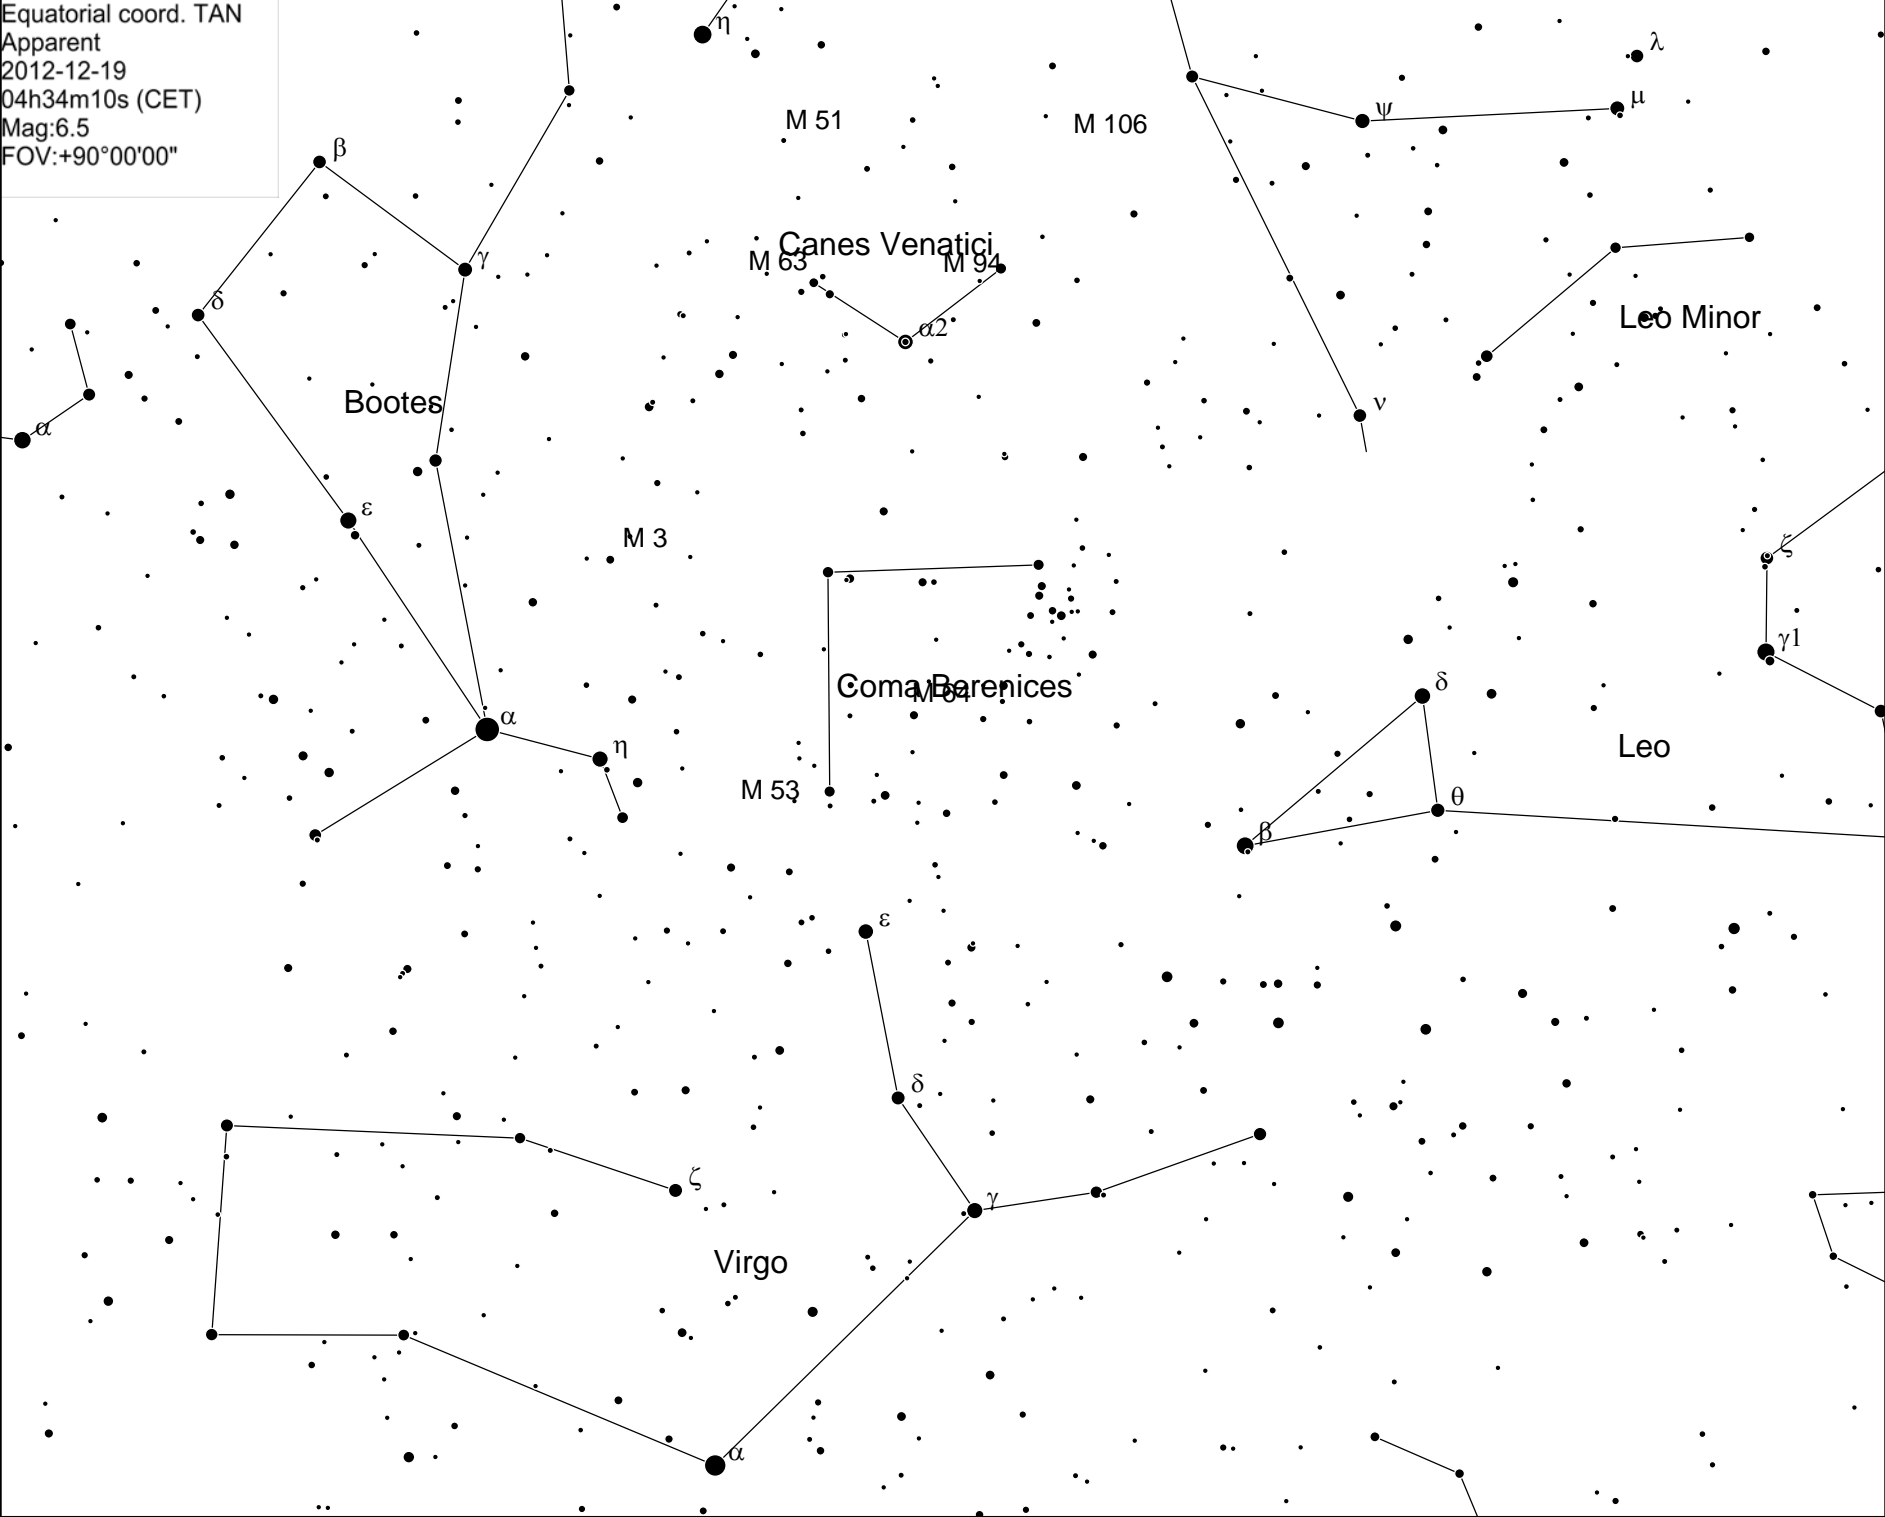 Equatorial coord. TAN
Apparent
2012-12-19
04h34m10s (CET)
Mag:6.5
FOV:+90°00'00"
η
λ
μ
ψ
M 51
M 106
β
Canes Venatici
γ
M 63
M 94
δ
α2
Leo Minor
Bootes
ν
α
ε
M 3
ζ
γ1
Coma Berenices
M 64
δ
α
η
Leo
M 53
θ
β
ε
δ
ζ
γ
Virgo
α